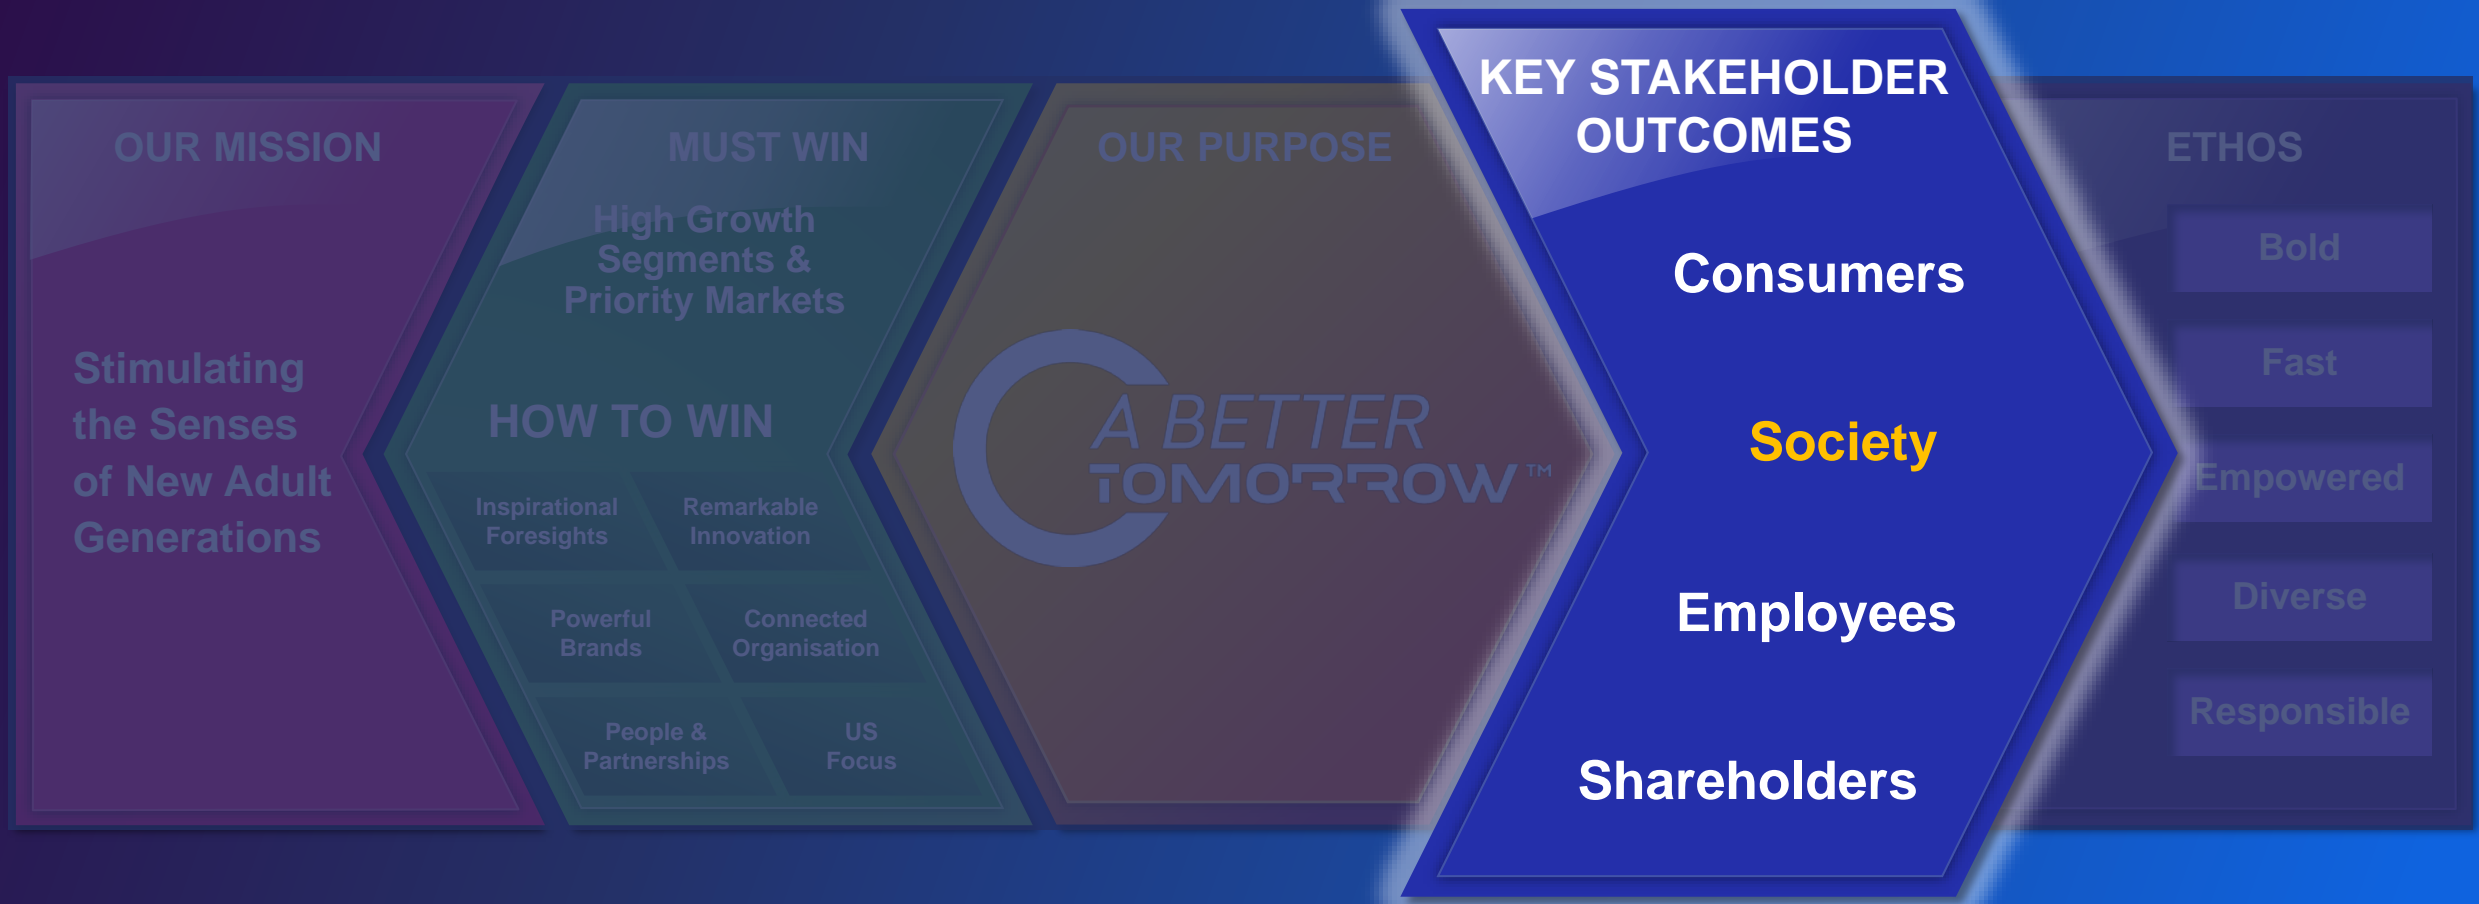 OUR MISSION
Stimulating
the Senses
of New Adult
Generations
MUST WIN
High Growth
Segments &
Priority Markets
HOW TO WIN
Inspirational
Foresights
Remarkable
Innovation
Powerful
Brands
Connected
Organisation
People &
Partnerships
US
Focus
OUR PURPOSE
A BETTER
TOMORROW™
KEY STAKEHOLDER
OUTCOMES
Consumers
Society
Employees
Shareholders
ETHOS
Bold
Fast
Empowered
Diverse
Responsible